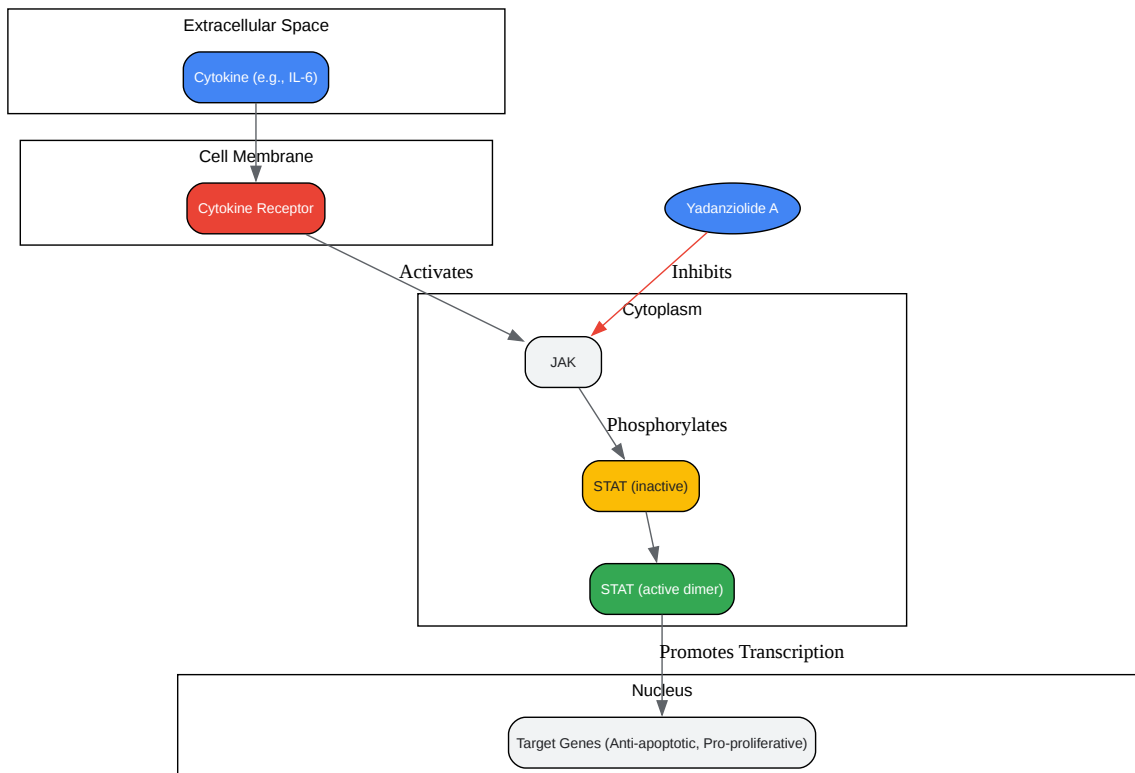 Extracellular Space
Cytokine (e.g., IL-6)
Cell Membrane
Cytokine Receptor
Yadanziolide A
Activates
Inhibits
Cytoplasm
JAK
Phosphorylates
STAT (inactive)
STAT (active dimer)
Promotes Transcription
Nucleus
Target Genes (Anti-apoptotic, Pro-proliferative)